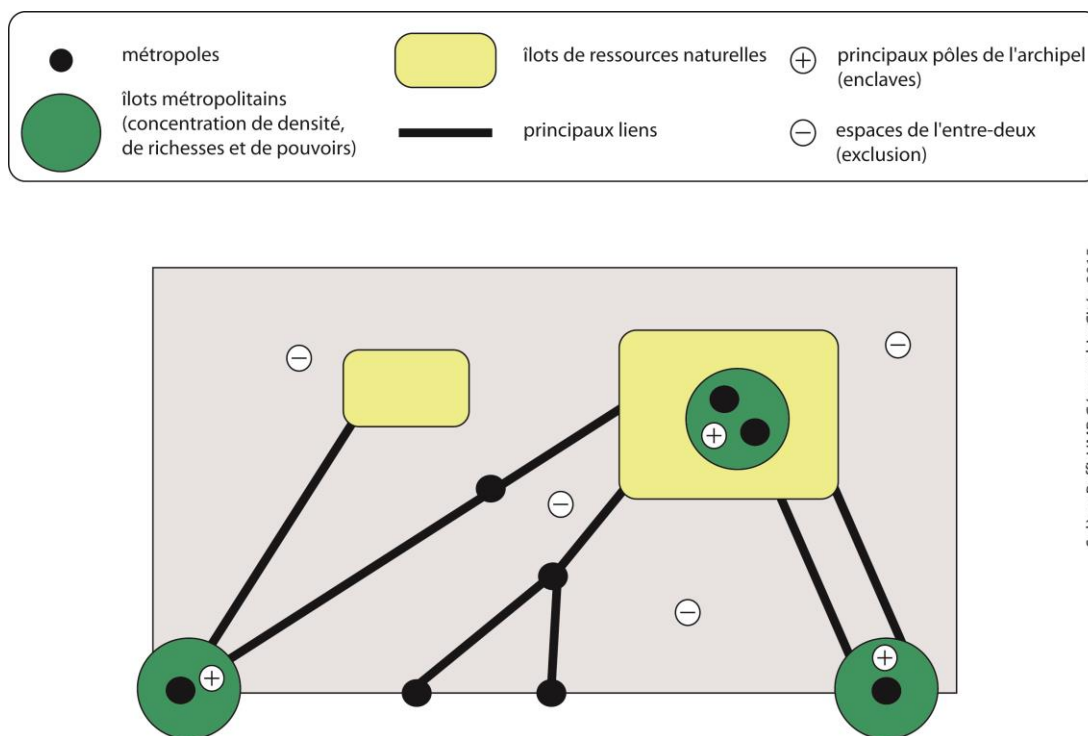 métropoles
îlots métropolitains
(concentration de densité,
de richesses et de pouvoirs)
îlots de ressources naturelles
principaux liens
principaux pôles de l'archipel
(enclaves)
espaces de l'entre-deux
(exclusion)